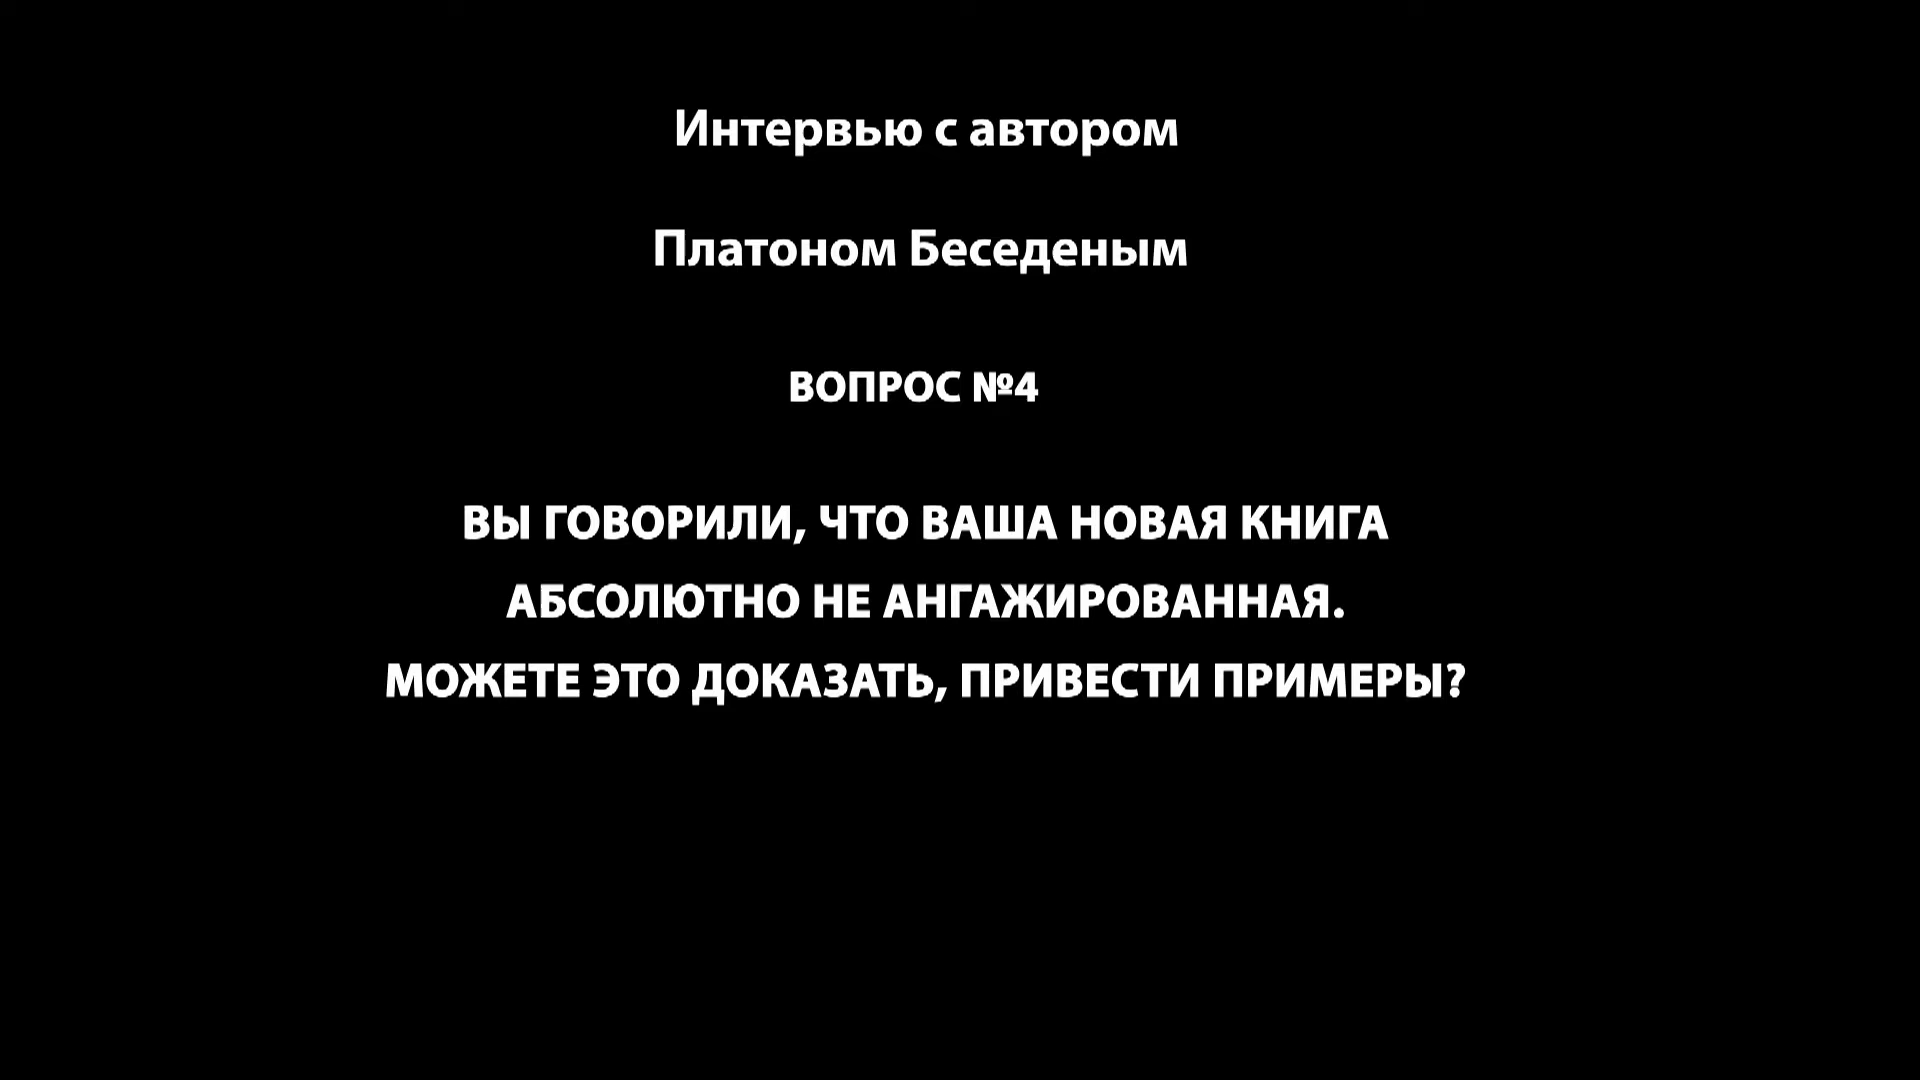 Интервью с автором
Платоном Беседеным
ВОПРОС №4
ВЫ ГОВОРИЛИ, ЧТО ВАША НОВАЯ КНИГА
АБСОЛЮТНО НЕ АНГАЖИРОВАННАЯ.
МОЖЕТЕ ЭТО ДОКАЗАТЬ, ПРИВЕСТИ ПРИМЕРЫ?